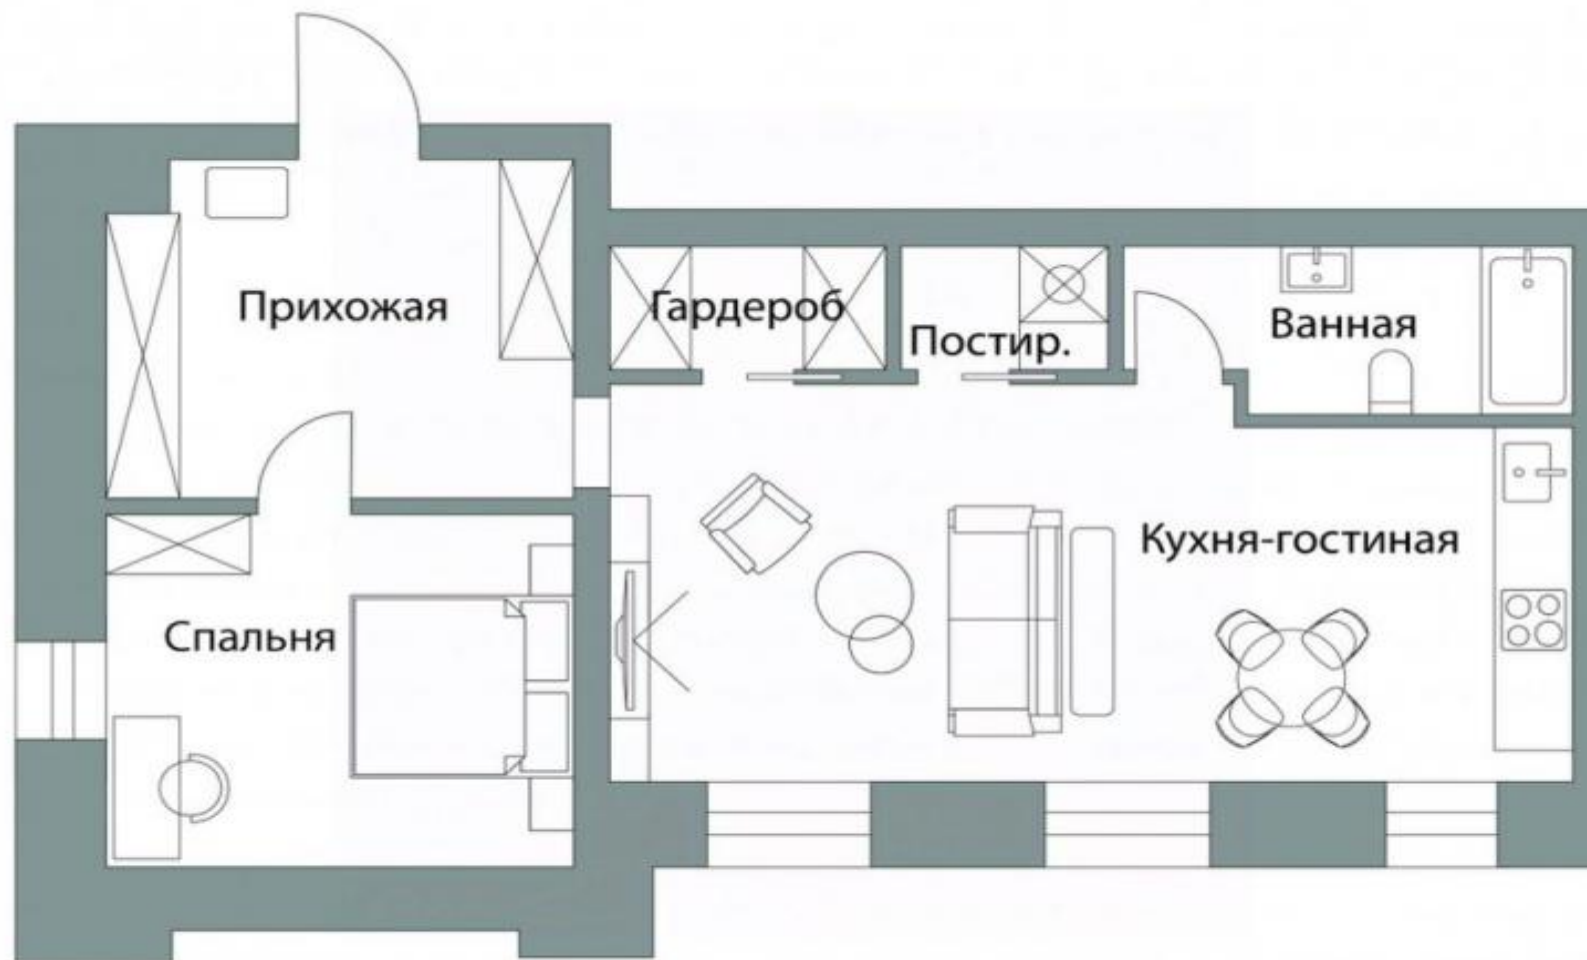 Прихожая
Гардероб
Постир.
Ванная
Кухня-гостиная
Спальня